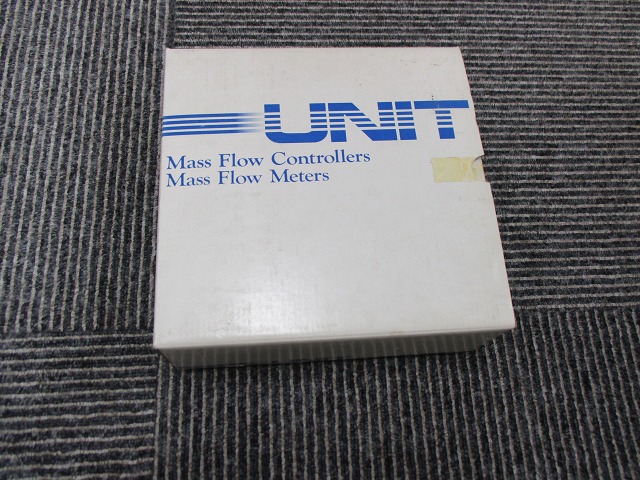 UNIT
Mass Flow Controllers
Mass Flow Meters